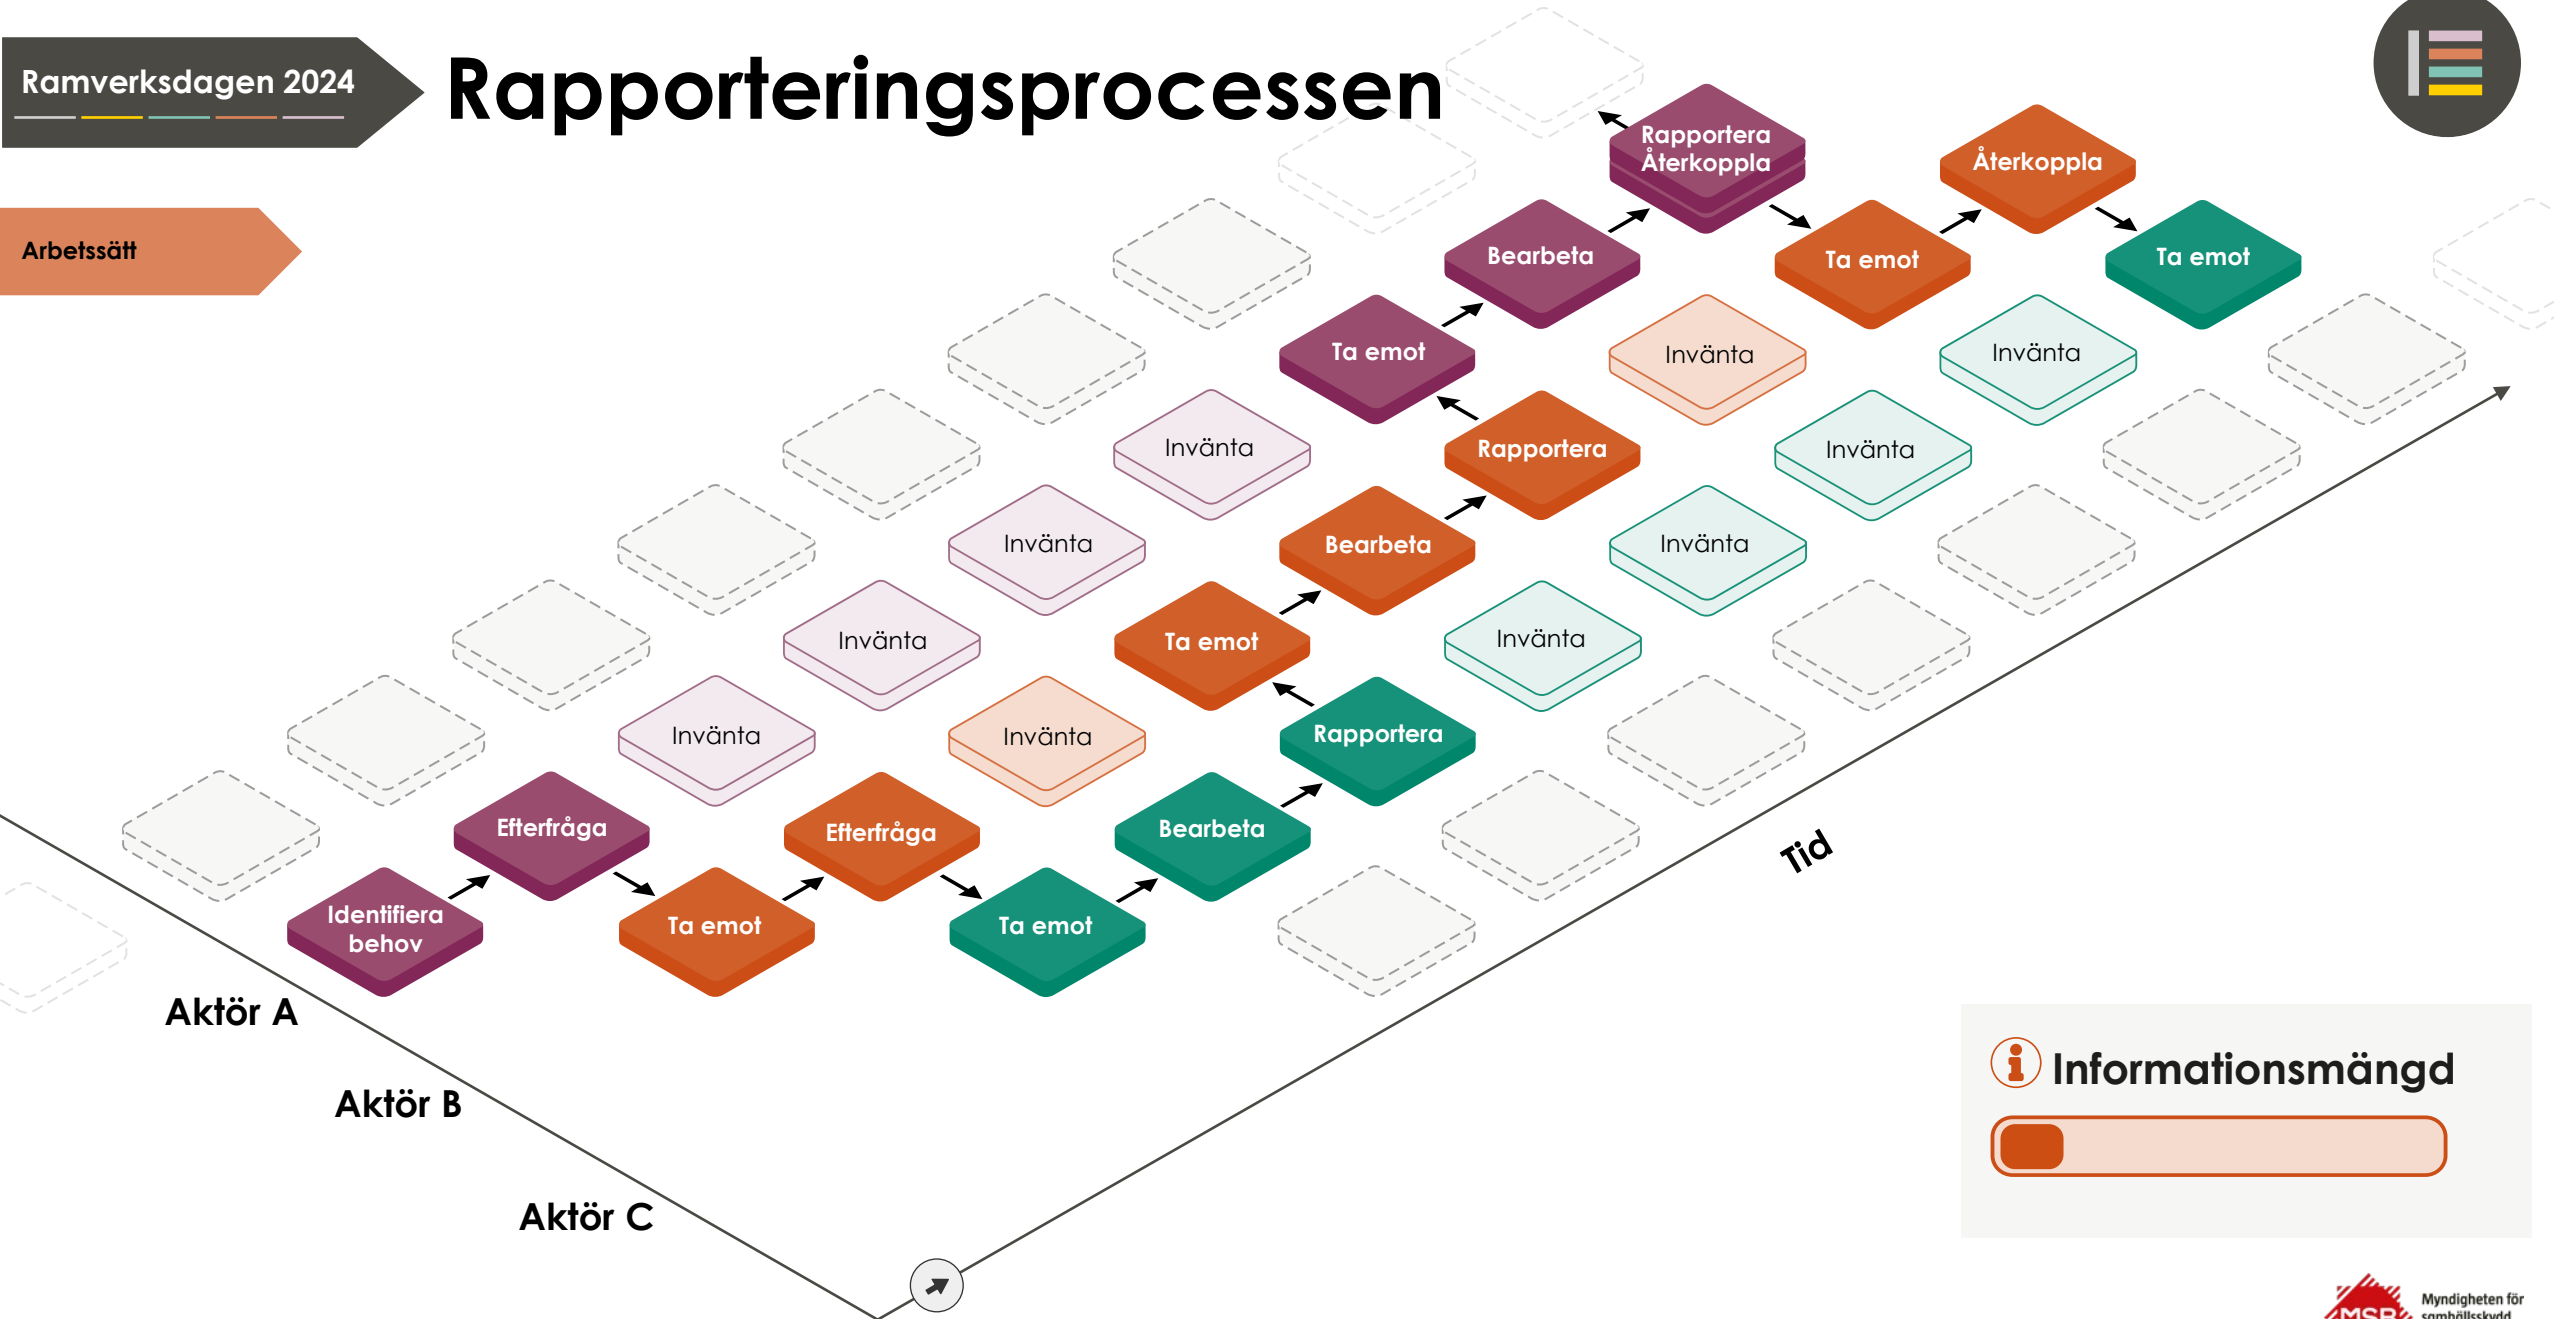 Ramverksdagen 2024
Rapporteringsprocessen
Arbetssätt
Rapportera
Återkoppla
Återkoppla
Bearbeta
Ta emot
Ta emot
Ta emot
Invänta
Invänta
Invänta
Rapportera
Invänta
Invänta
Bearbeta
Invänta
Invänta
Ta emot
Invänta
Invänta
Invänta
Rapportera
Efterfråga
Efterfråga
Bearbeta
Identifiera
behov
Ta emot
Ta emot
Tid
Aktör A
Aktör B
Aktör C
Informationsmängd
MSB
Myndigheten för
samhällsskydd